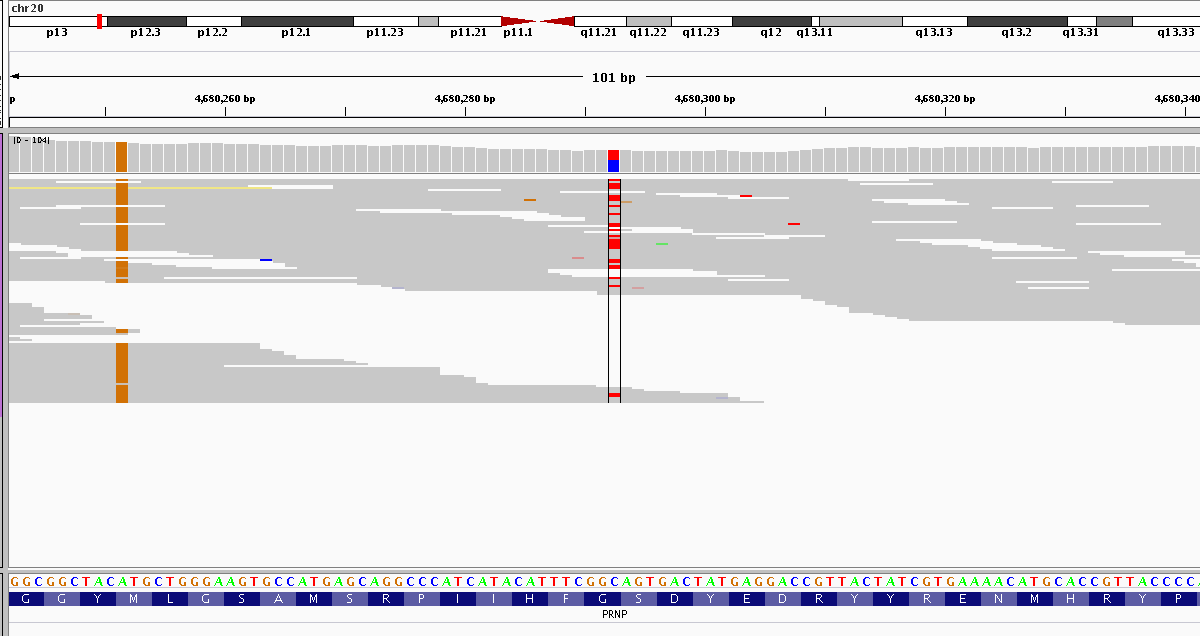 chr20
p13 p12.3 p12.2 p12.1 p11.23 p11.21 p11.1 q11.21 q11.22 q11.23 q12 q13.11 q13.13 q13.2 q13.31 q13.33
101 bp
p 4,680,260 bp 4,680,280 bp 4,680,300 bp 4,680,320 bp 4,680,340
[0 - 104]
GGCGGCTACATGCTGGGAAGTGCCATGAGCAGGCCCATCATACATTTCGGCAGTGACTATGAGGACCGTTACTATCGTGAAAACATGCACCGTTACCCC
G G Y M L G S A M S R P I I H F G S D Y E D R Y Y R E N M H R Y P
PRNP